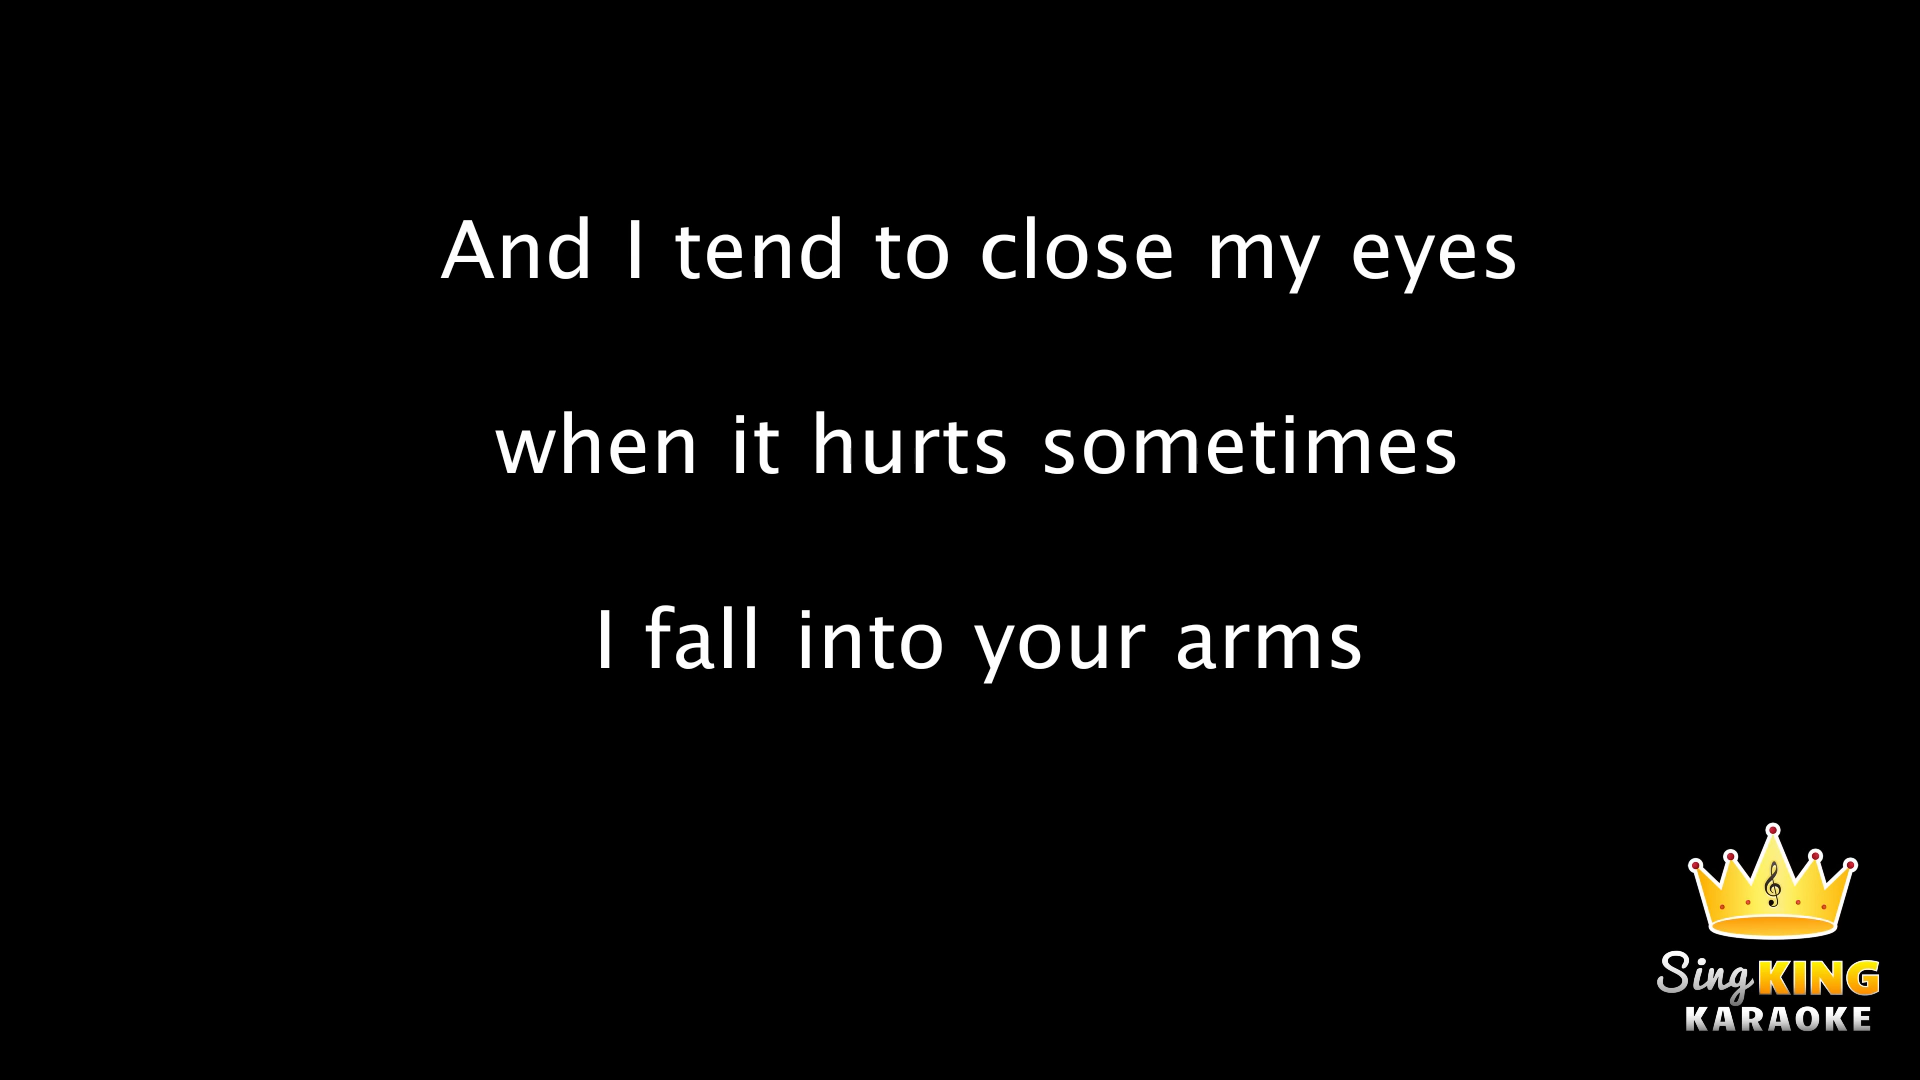 And I tend to close my eyes
when it hurts sometimes
I fall into your arms
Sing KING
KARAOKE